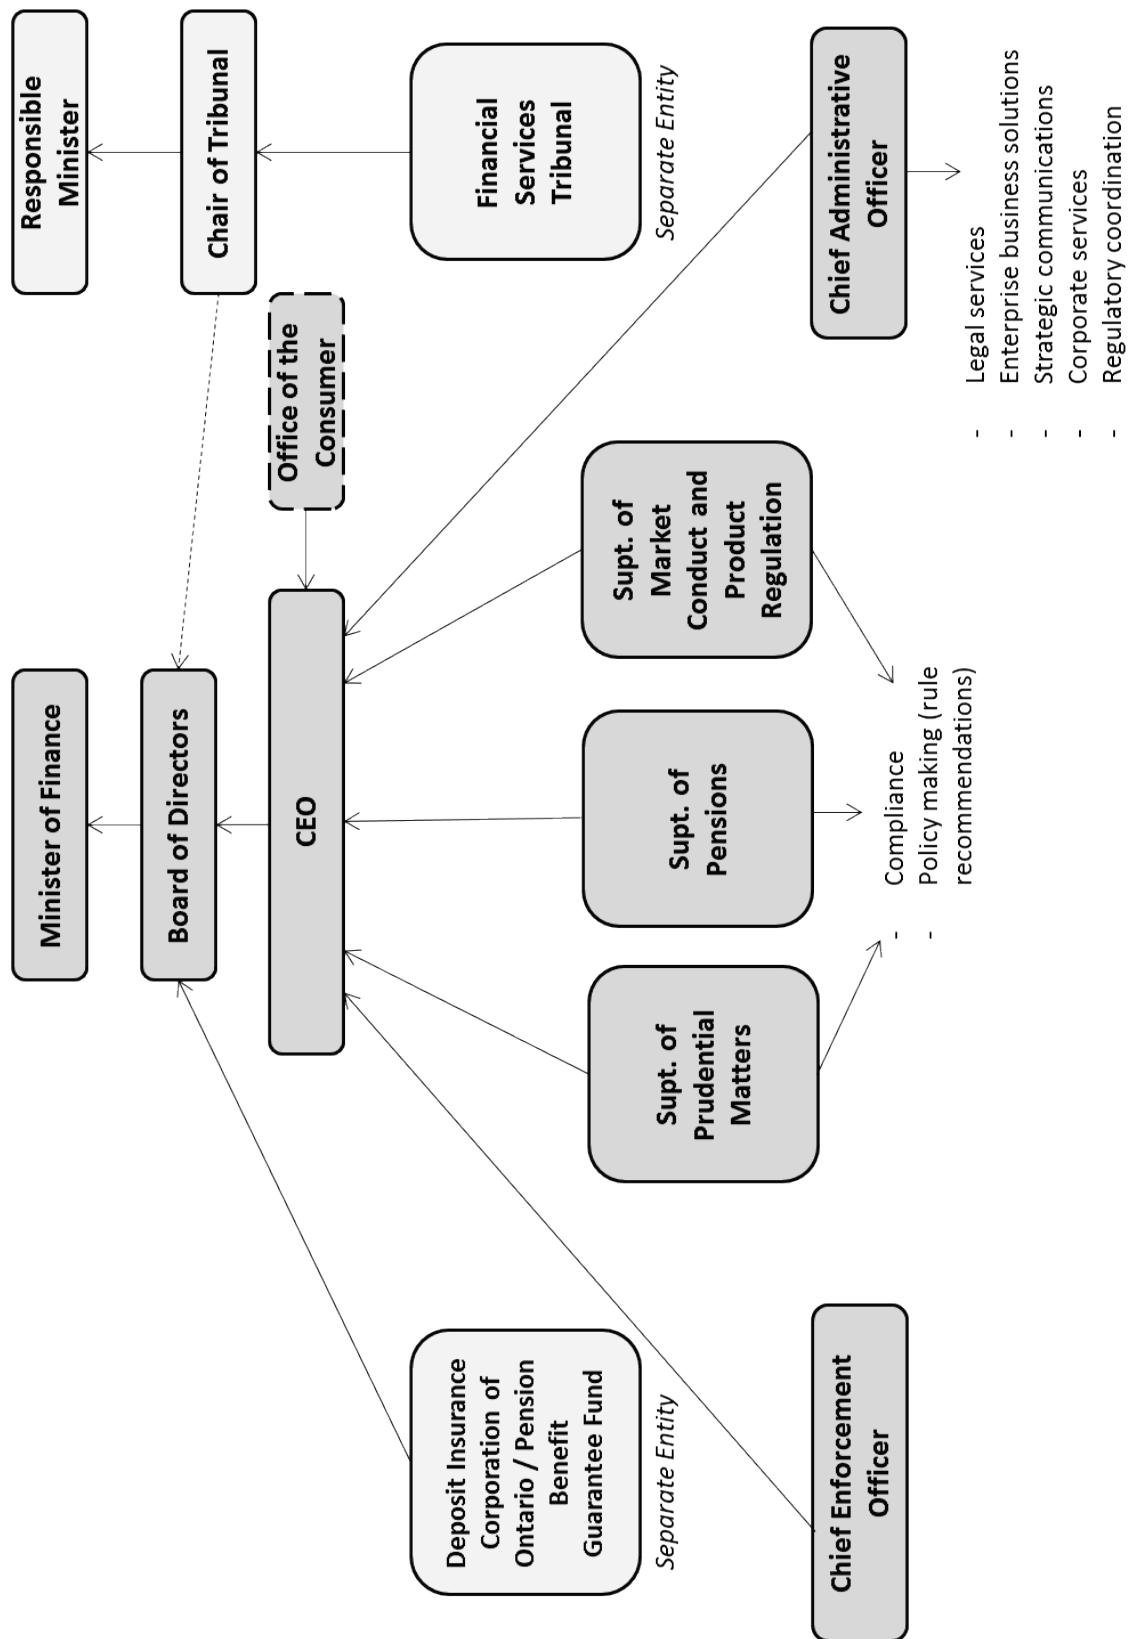 Minister of Finance
Responsible
Minister
Board of Directors
Chair of Tribunal
CEO
Office of the
Consumer
Deposit Insurance
Corporation of
Ontario / Pension
Benefit
Guarantee Fund
Separate Entity
Financial
Services
Tribunal
Separate Entity
Supt. of
Prudential
Matters
Supt. of
Pensions
Supt. of
Market
Conduct and
Product
Regulation
Chief Enforcement
Officer
- Compliance
- Policy making (rule
recommendations)
Chief Administrative
Officer
- Legal services
- Enterprise business solutions
- Strategic communications
- Corporate services
- Regulatory coordination